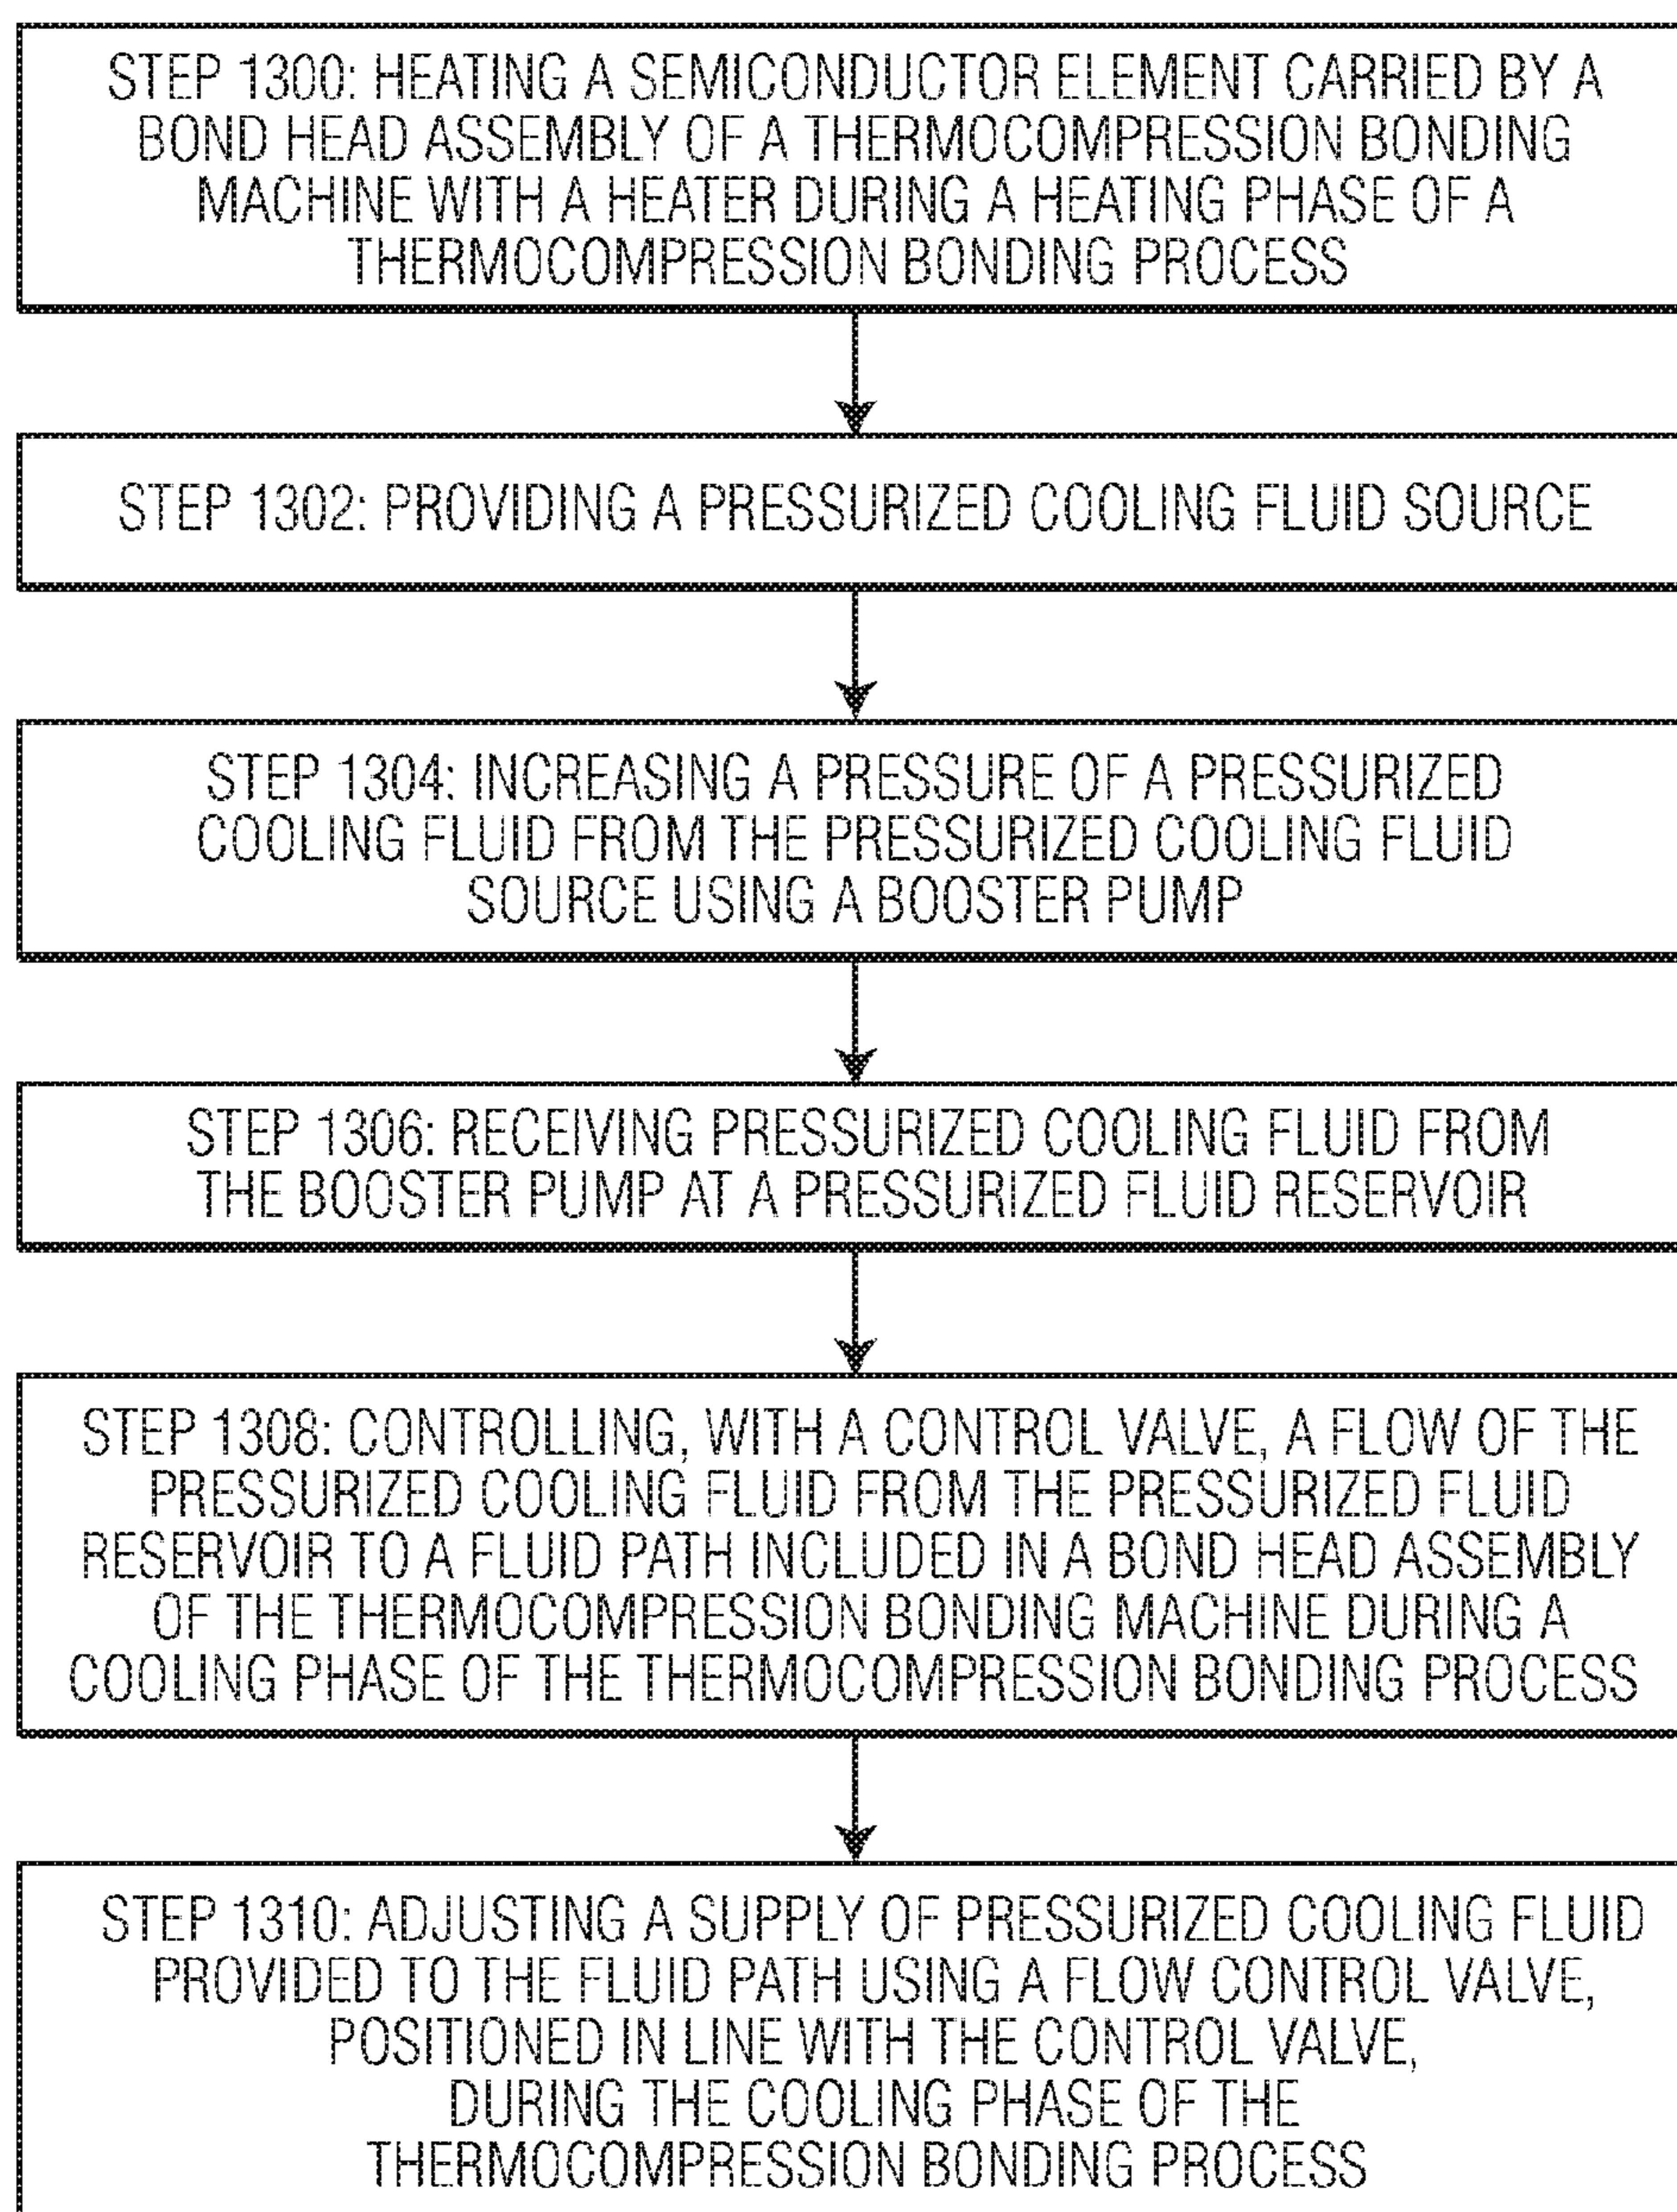 STEP 1300: HEATING A SEMICONDUCTOR ELEMENT CARRIED BY A
BOND HEAD ASSEMBLY OF A THERMOCOMPRESSION BONDING
MACHINE WITH A HEATER DURING A HEATING PHASE OF A
THERMOCOMPRESSION BONDING PROCESS
STEP 1302: PROVIDING A PRESSURIZED COOLING FLUID SOURCE
STEP 1304: INCREASING A PRESSURE OF A PRESSURIZED
COOLING FLUID FROM THE PRESSURIZED COOLING FLUID
SOURCE USING A BOOSTER PUMP
STEP 1306: RECEIVING PRESSURIZED COOLING FLUID FROM
THE BOOSTER PUMP AT A PRESSURIZED FLUID RESERVOIR
STEP 1308: CONTROLLING, WITH A CONTROL VALVE, A FLOW OF THE
PRESSURIZED COOLING FLUID FROM THE PRESSURIZED FLUID
RESERVOIR TO A FLUID PATH INCLUDED IN A BOND HEAD ASSEMBLY
OF THE THERMOCOMPRESSION BONDING MACHINE DURING A
COOLING PHASE OF THE THERMOCOMPRESSION BONDING PROCESS
STEP 1310: ADJUSTING A SUPPLY OF PRESSURIZED COOLING FLUID
PROVIDED TO THE FLUID PATH USING A FLOW CONTROL VALVE,
POSITIONED IN LINE WITH THE CONTROL VALVE,
DURING THE COOLING PHASE OF THE
THERMOCOMPRESSION BONDING PROCESS